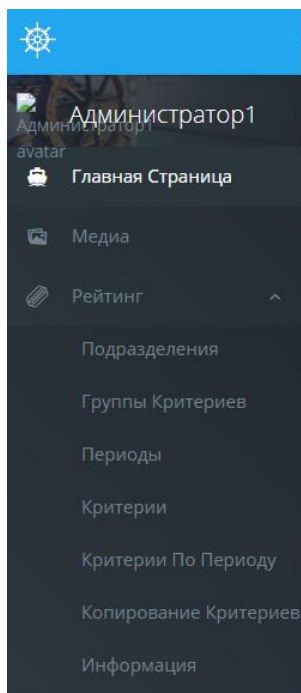 Администратор1
Администратор1
avatar
Главная Страница
Медиа
Рейтинг
Подразделения
Группы Критериев
Периоды
Критерии
Критерии По Периоду
Копирование Критериев
Информация